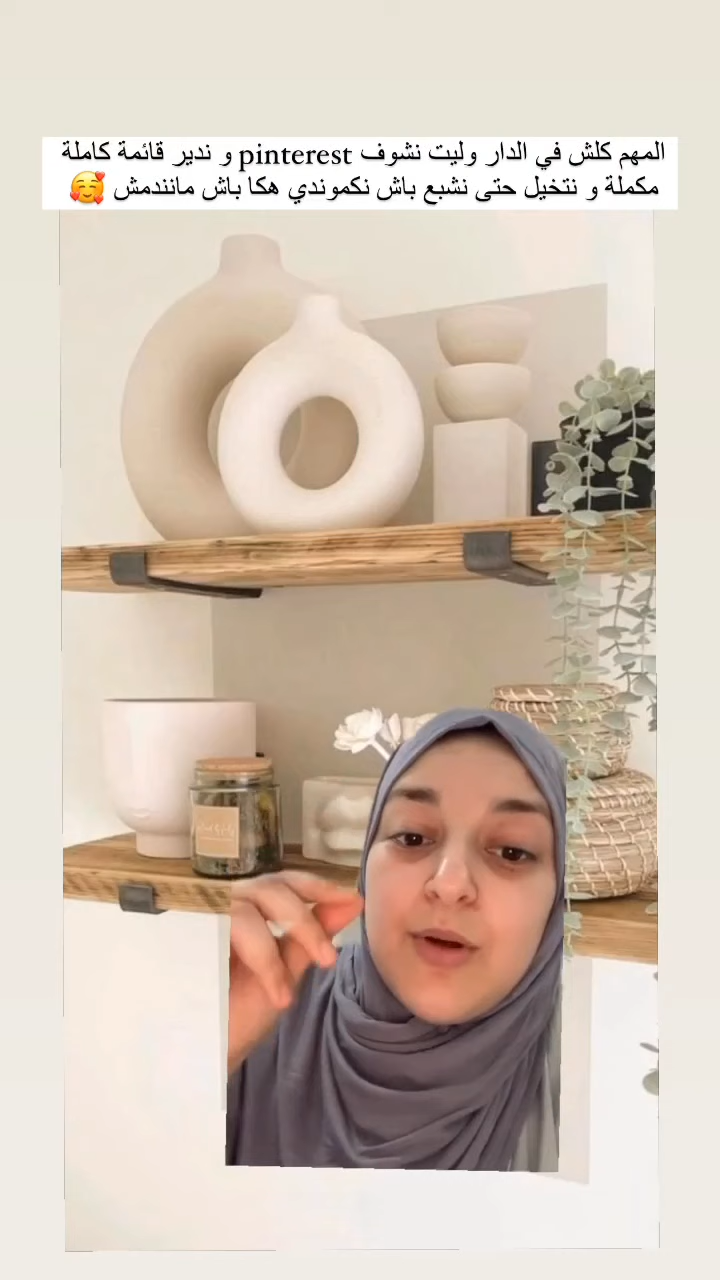 المهم كلش في الدار وليت نشوف pinterest و ندير قائمة كاملة
مكملة و نتخيل حتى نشبع باش نكموندي هكا باش مانندمش 🥰